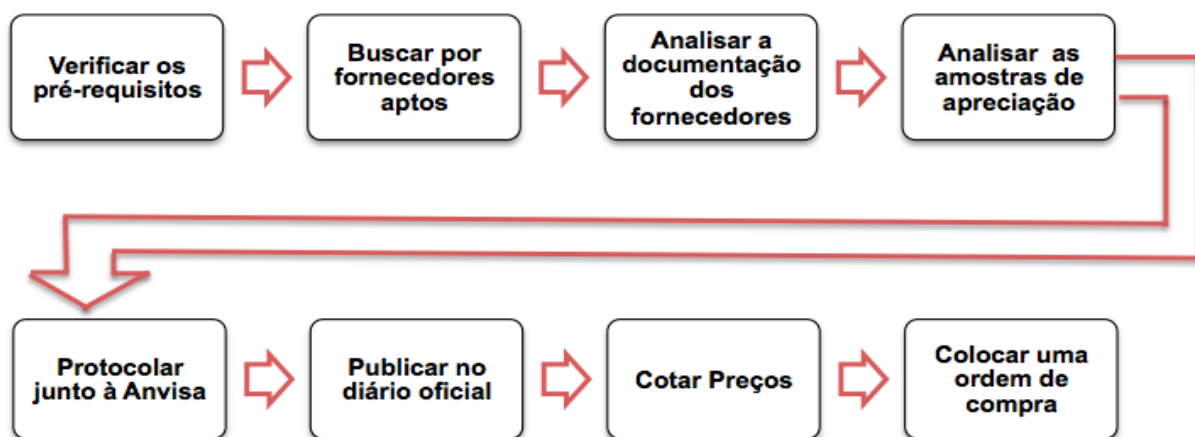 Verificar os
pré-requisitos
Buscar por
fornecedores
aptos
Analisar a
documentação
dos
fornecedores
Analisar as
amostras de
apreciação
Protocolar
junto à Anvisa
Publicar no
diário oficial
Cotar Preços
Colocar uma
ordem de
compra